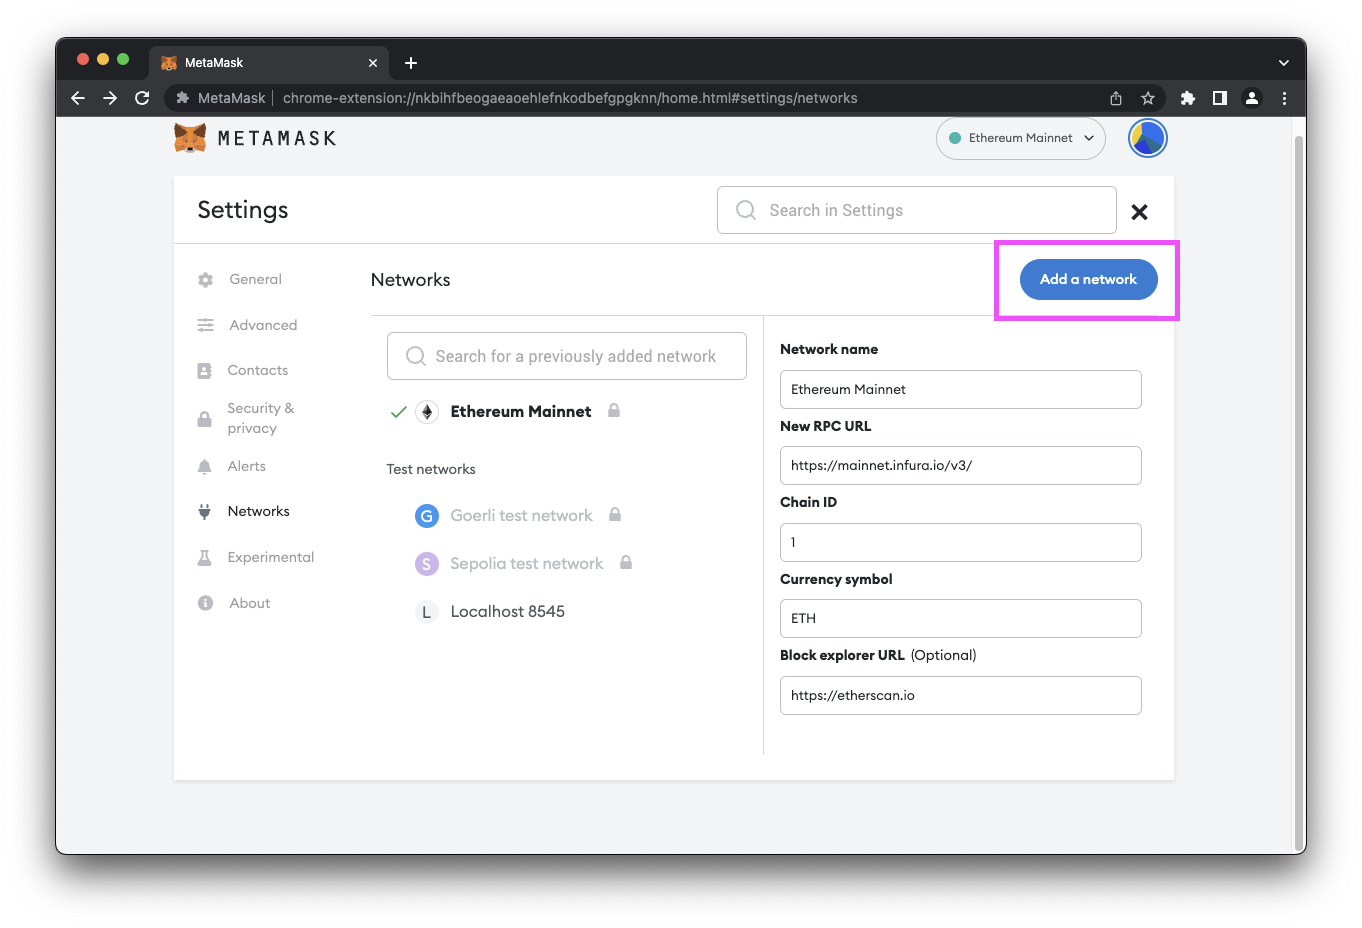 MetaMask
MetaMask
chrome-extension://nkbihfbeogaeaoehlefnkodbefgpgknn/home.html#settings/networks
METAMASK
Ethereum Mainnet
Settings
Search in Settings
General
Advanced
Contacts
Security &
privacy
Alerts
Networks
Experimental
About
Networks
Add a network
Search for a previously added network
Ethereum Mainnet
Test networks
G Goerli test network
S Sepolia test network
L Localhost 8545
Network name
Ethereum Mainnet
New RPC URL
https://mainnet.infura.io/v3/
Chain ID
1
Currency symbol
ETH
Block explorer URL (Optional)
https://etherscan.io